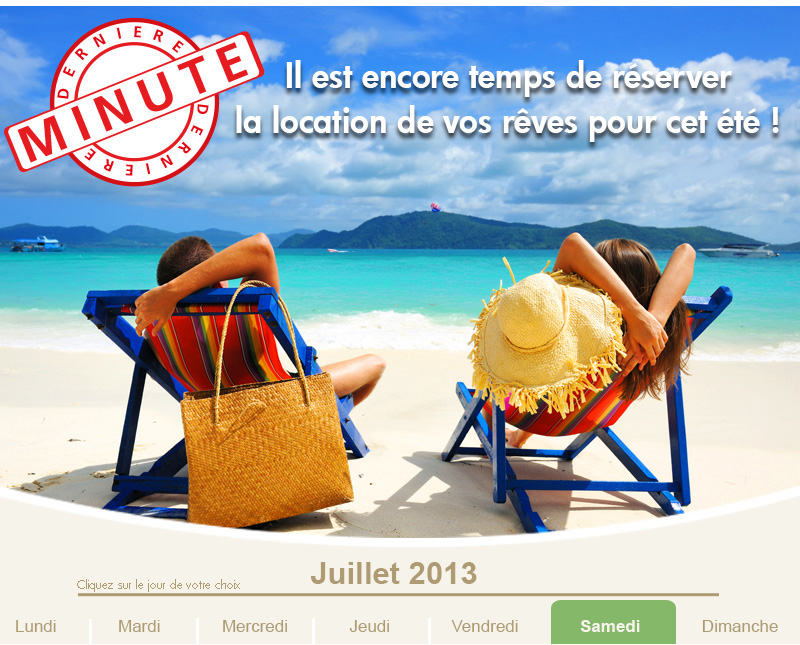 DERNIERE
MINUTE
DERNIERE
Il est encore temps de réserver
la location de vos rêves pour cet été !
Juillet 2013
Cliquez sur le jour de votre choix
Lundi Mardi Mercredi Jeudi Vendredi Samedi Dimanche